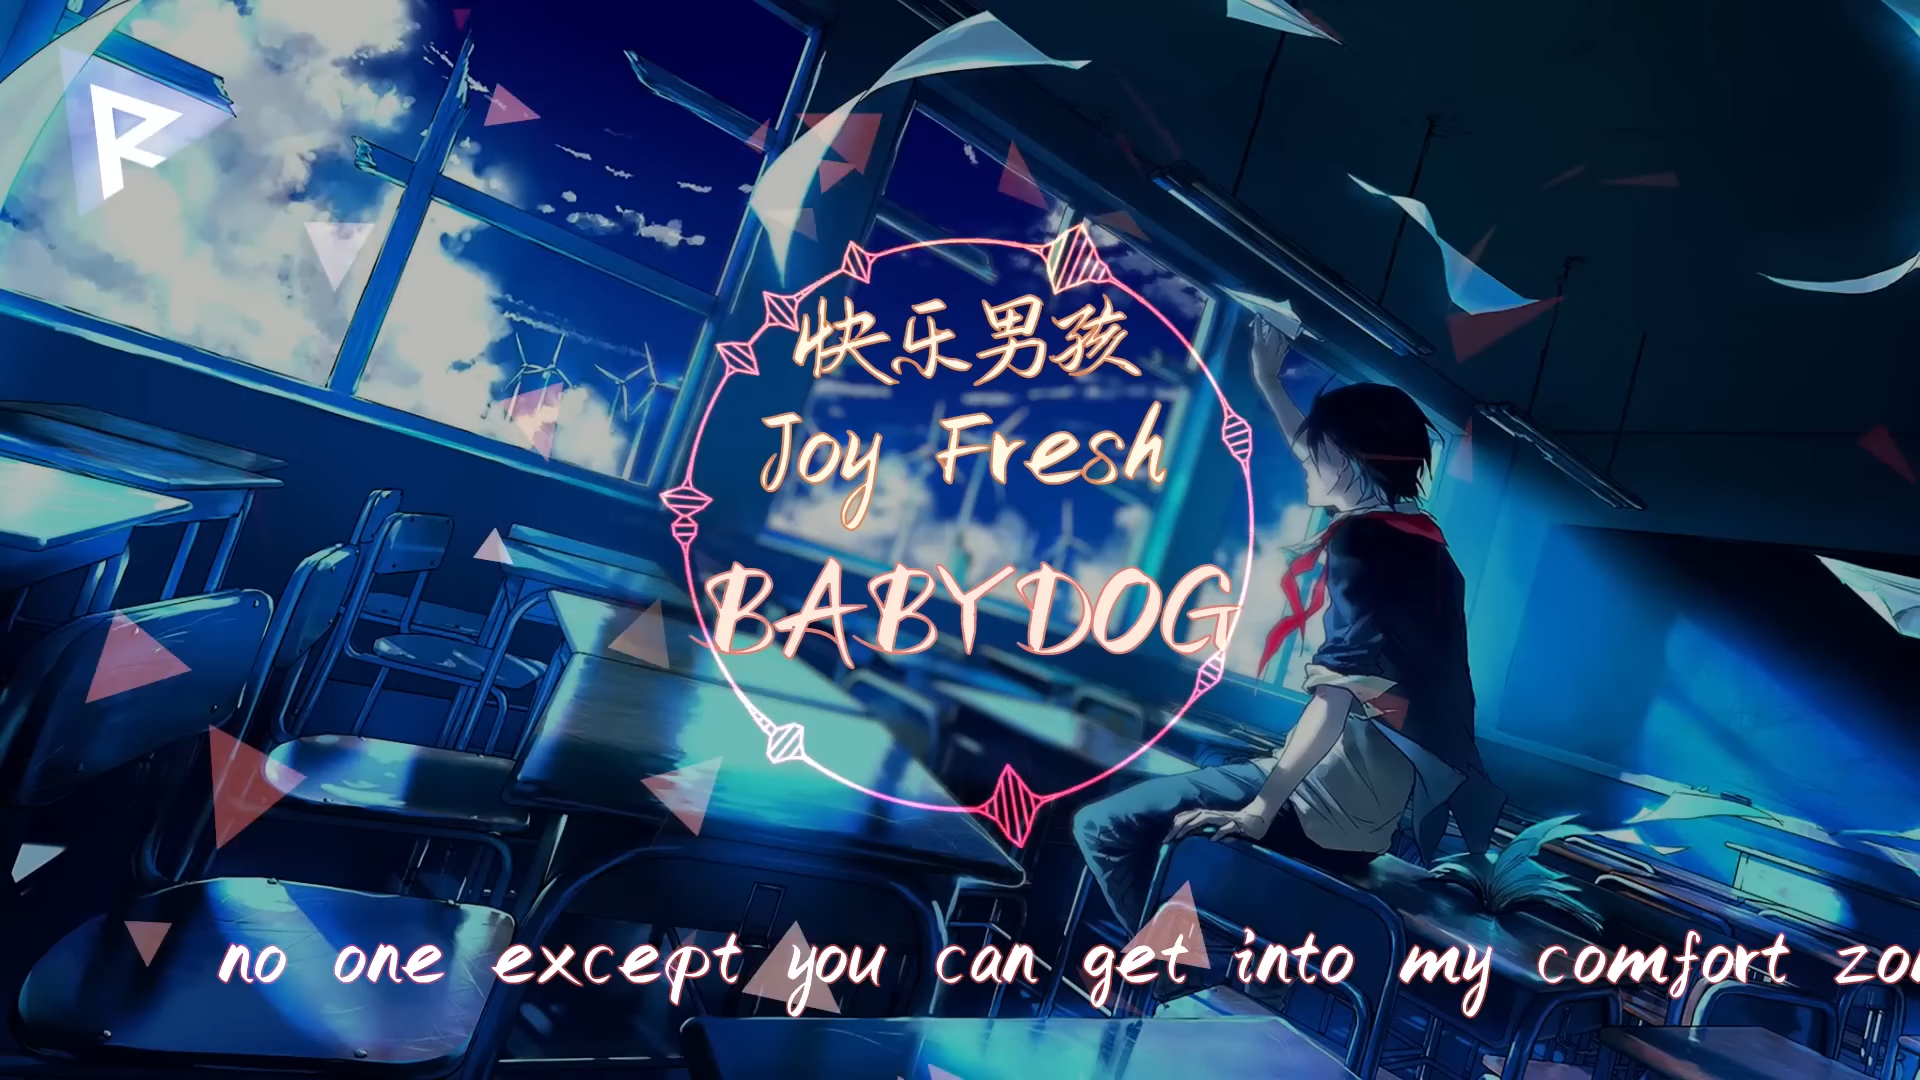 R
快乐男孩
Joy Fresh
BABYDOG
no one except you can get into my comfort